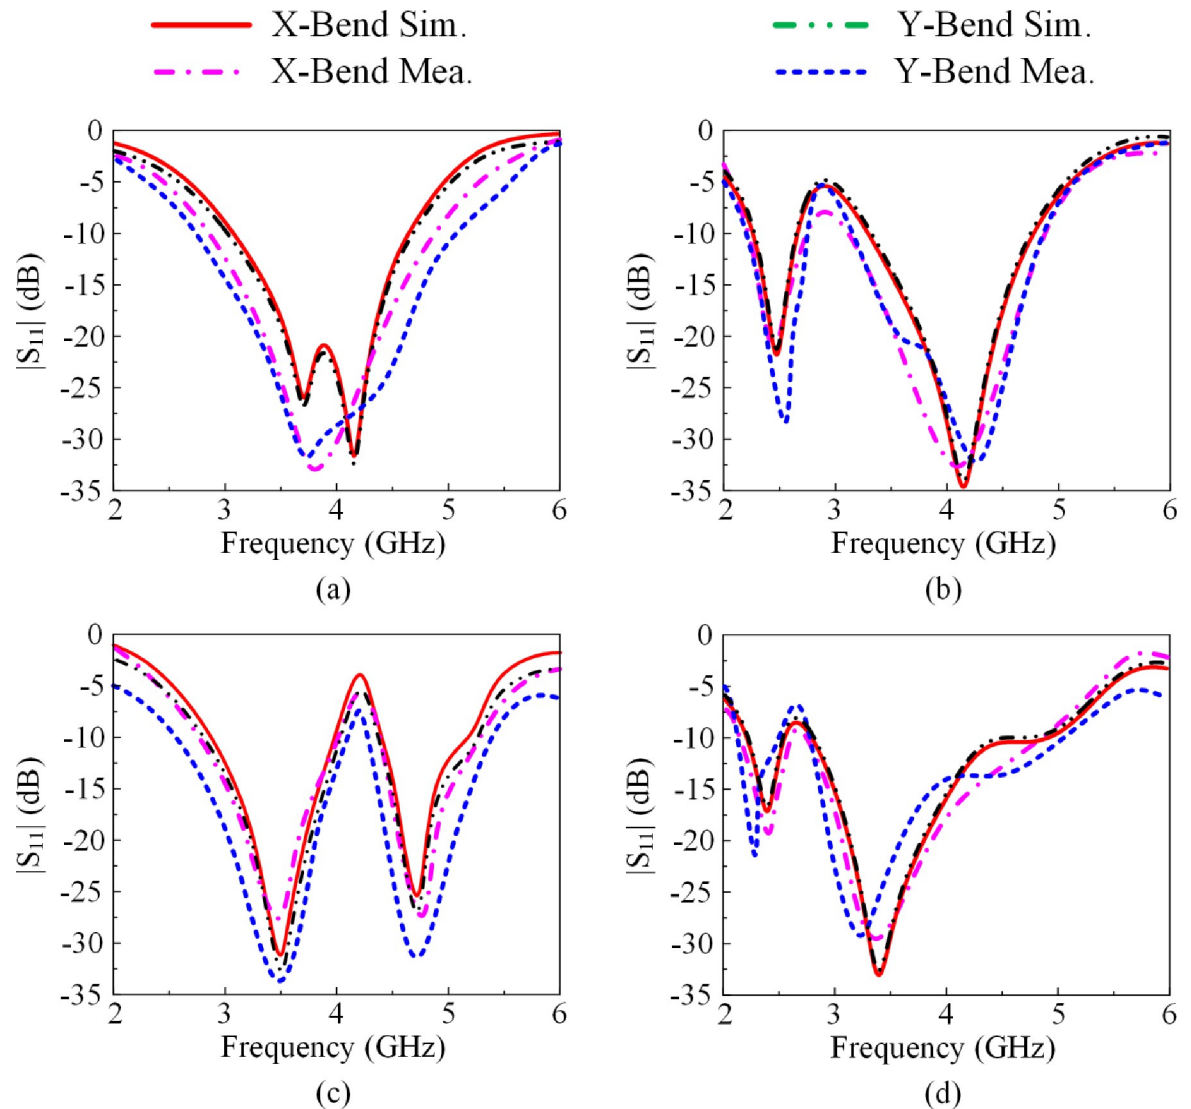 X-Bend Sim. Y-Bend Sim.
X-Bend Mea. Y-Bend Mea.
0
-5
-10
-15
-20
-25
-30
-35
|S11| (dB)
2 3 4 5 6
Frequency (GHz)
(a)
0
-5
-10
-15
-20
-25
-30
-35
|S11| (dB)
2 3 4 5 6
Frequency (GHz)
(b)
0
-5
-10
-15
-20
-25
-30
-35
|S11| (dB)
2 3 4 5 6
Frequency (GHz)
(c)
0
-5
-10
-15
-20
-25
-30
-35
|S11| (dB)
2 3 4 5 6
Frequency (GHz)
(d)